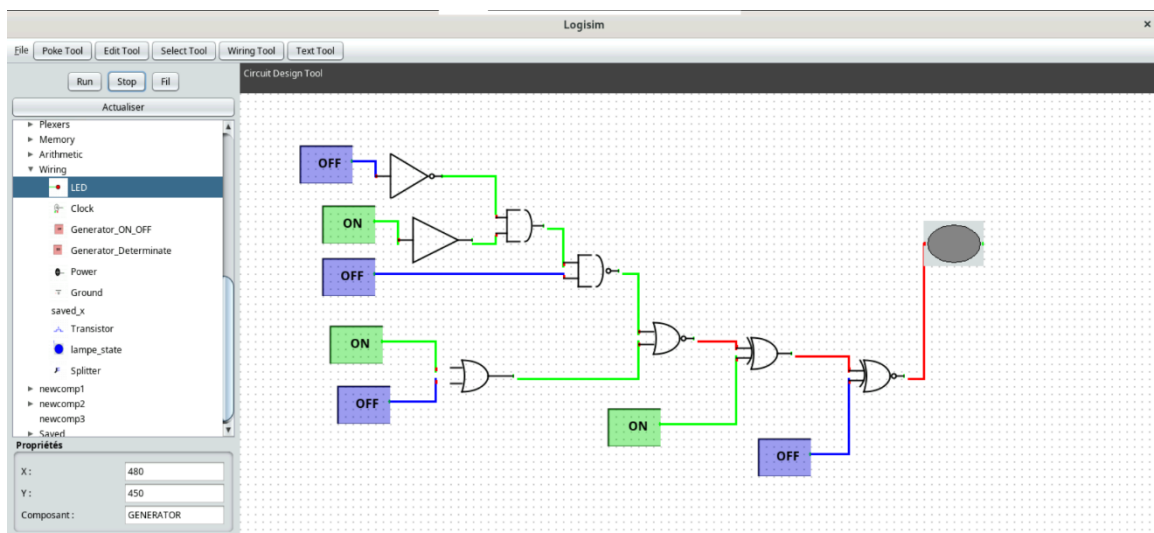 Logisim ×
File Poke Tool Edit Tool Select Tool Wiring Tool Text Tool
Run Stop Fil
Actualiser
Plexers
Memory
Arithmetic
Wiring
LED
Clock
Generator_ON_OFF
Generator_Determinate
Power
Ground
saved_x
Transistor
lampe_state
Splitter
newcomp1
newcomp2
newcomp3
Saved
Propriétés
X : 480
Y : 450
Composant : GENERATOR
Circuit Design Tool
OFF
ON
OFF
ON
OFF
ON
OFF